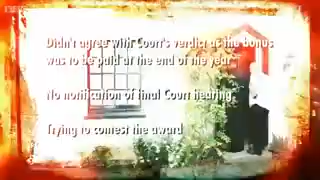 Didn't agree with Court's verdict as the bonus
was to be paid at the end of the year
No notification of final Court hearing
Trying to contest the award